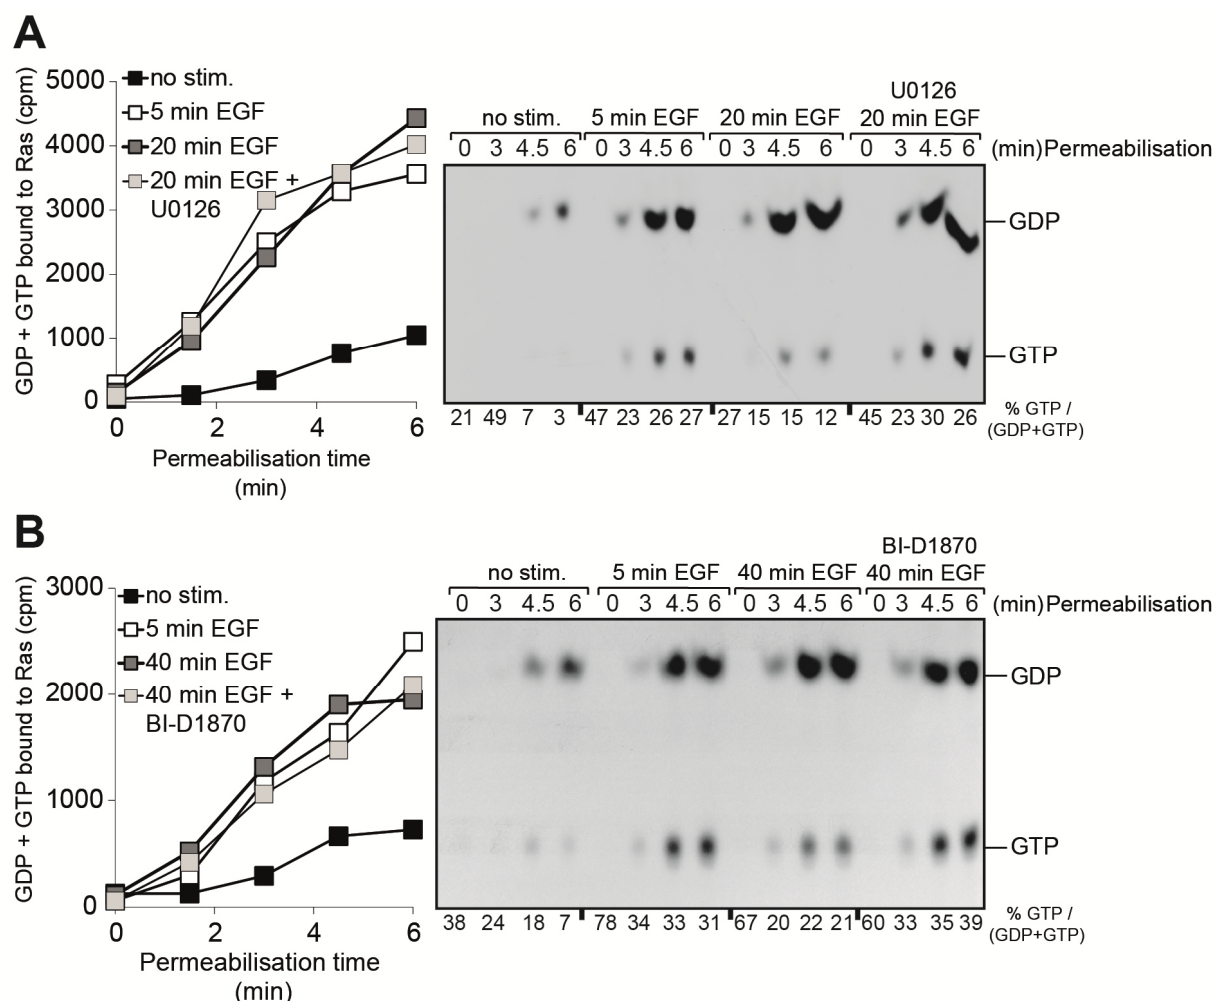 A
GDP + GTP bound to Ras (cpm)
5000
4000
3000
2000
1000
0
no stim.
5 min EGF
20 min EGF
20 min EGF +
U0126
0 2 4 6
Permeabilisation time
(min)
U0126
no stim. 5 min EGF 20 min EGF 20 min EGF
0 3 4.5 6 0 3 4.5 6 0 3 4.5 6 0 3 4.5 6 (min)Permeabilisation
GDP
GTP
21 49 7 3 47 23 26 27 27 15 15 12 45 23 30 26 % GTP /
(GDP+GTP)
B
GDP + GTP bound to Ras (cpm)
3000
2000
1000
0
no stim.
5 min EGF
40 min EGF
40 min EGF +
BI-D1870
0 2 4 6
Permeabilisation time
(min)
BI-D1870
no stim. 5 min EGF 40 min EGF 40 min EGF
0 3 4.5 6 0 3 4.5 6 0 3 4.5 6 0 3 4.5 6 (min)Permeabilisation
GDP
GTP
38 24 18 7 78 34 33 31 67 20 22 21 60 33 35 39 % GTP /
(GDP+GTP)